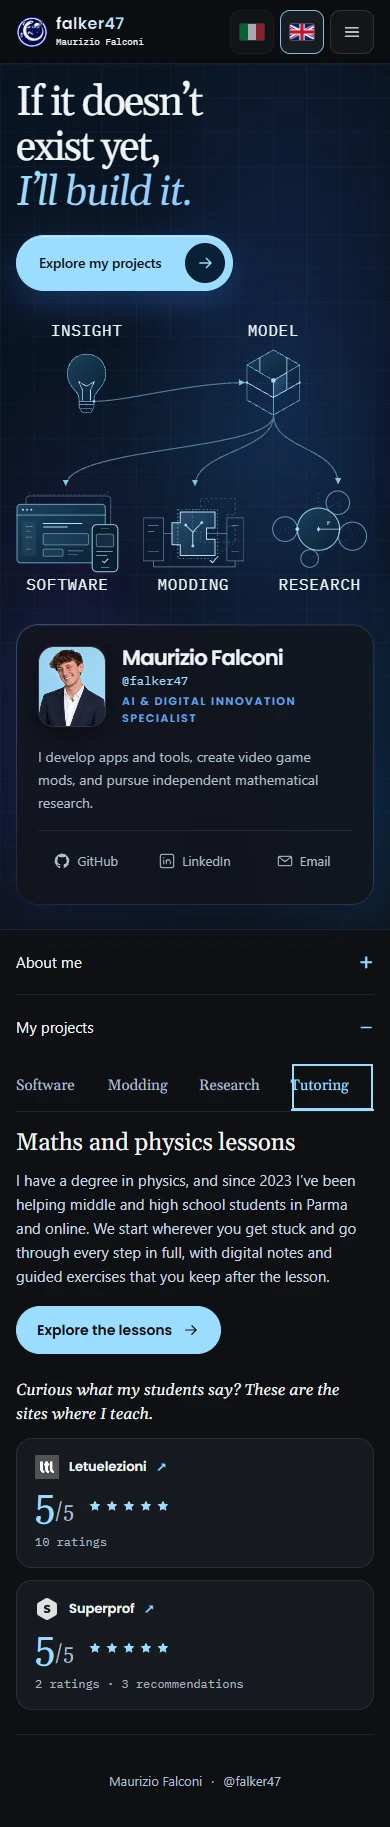 falker47
Maurizio Falconi
If it doesn't
exist yet,
I'll build it.
Explore my projects →
INSIGHT
MODEL
SOFTWARE
MODDING
RESEARCH
Maurizio Falconi
@falker47
AI & DIGITAL INNOVATION
SPECIALIST
I develop apps and tools, create video game
mods, and pursue independent mathematical
research.
GitHub
LinkedIn
Email
About me +
My projects −
Software Modding Research Tutoring
Maths and physics lessons
I have a degree in physics, and since 2023 I've been
helping middle and high school students in Parma
and online. We start wherever you get stuck and go
through every step in full, with digital notes and
guided exercises that you keep after the lesson.
Explore the lessons →
Curious what my students say? These are the
sites where I teach.
Letuelezioni ↗
5/5 ★★★★★
10 ratings
Superprof ↗
5/5 ★★★★★
2 ratings · 3 recommendations
Maurizio Falconi · @falker47